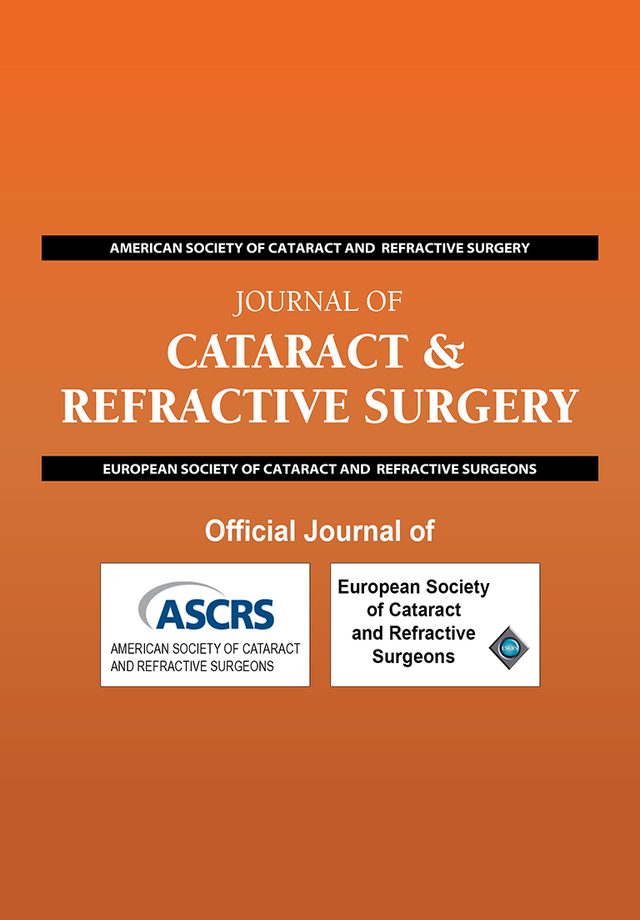 AMERICAN SOCIETY OF CATARACT AND REFRACTIVE SURGERY
JOURNAL OF
CATARACT &
REFRACTIVE SURGERY
EUROPEAN SOCIETY OF CATARACT AND REFRACTIVE SURGEONS
Official Journal of
ASCRS
AMERICAN SOCIETY OF CATARACT
AND REFRACTIVE SURGEONS
European Society
of Cataract
and Refractive
Surgeons
ESCRS